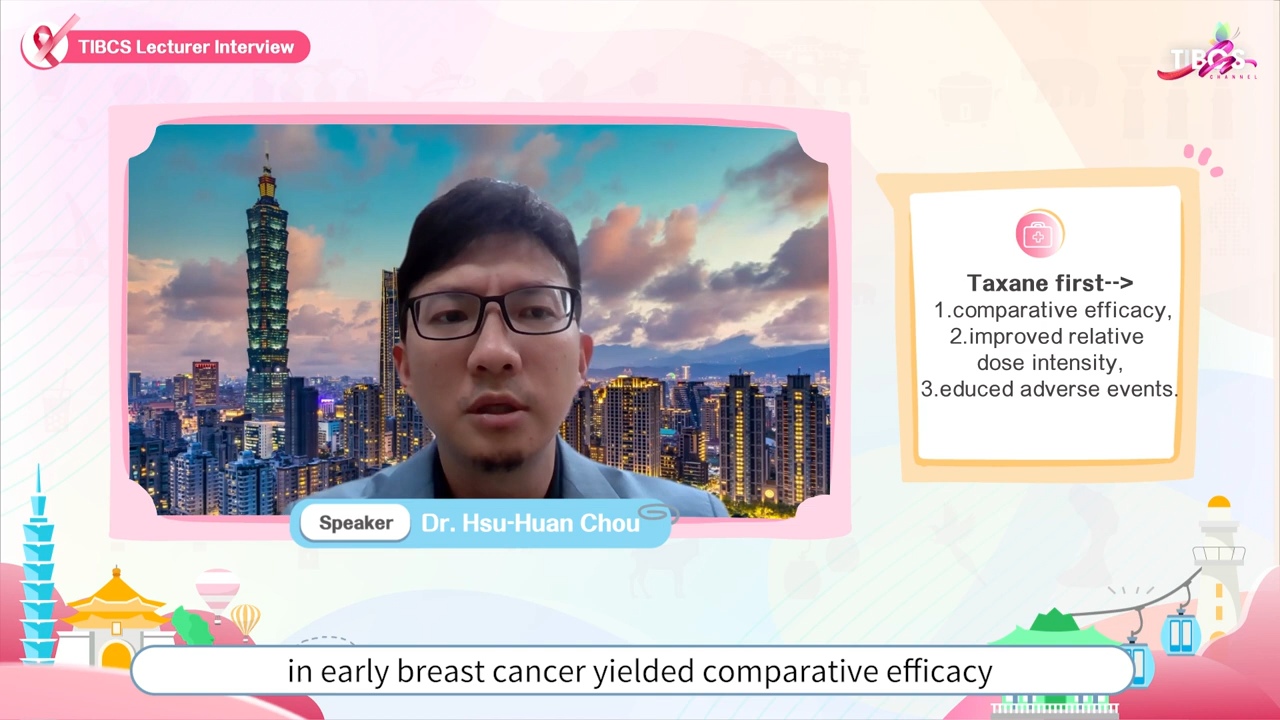 TIBCS Lecturer Interview
TIBCS
CHANNEL
Taxane first-->
1.comparative efficacy,
2.improved relative
dose intensity,
3.educed adverse events.
Speaker
Dr. Hsu-Huan Chou
in early breast cancer yielded comparative efficacy